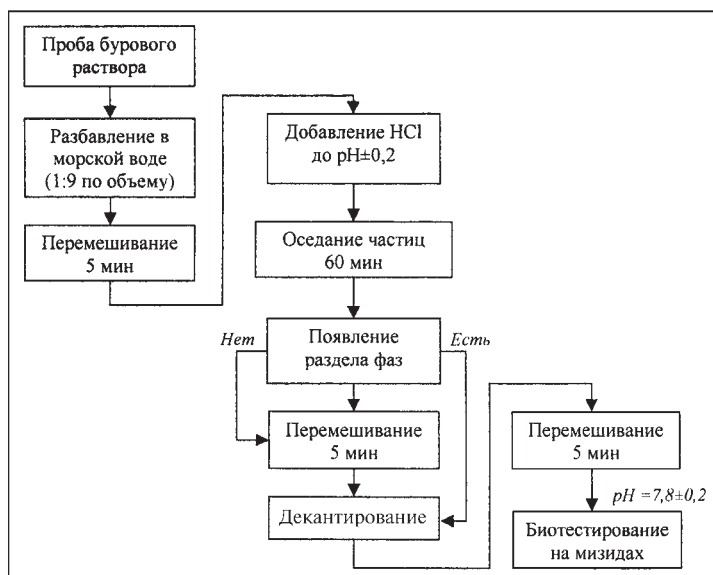 Проба бурового
раствора
Разбавление в
морской воде
(1:9 по объему)
Перемешивание
5 мин
Добавление HCl
до pH±0,2
Оседание частиц
60 мин
Нет
Появление
раздела фаз
Есть
Перемешивание
5 мин
Декантирование
Перемешивание
5 мин
pH =7,8±0,2
Биотестирование
на мизидах